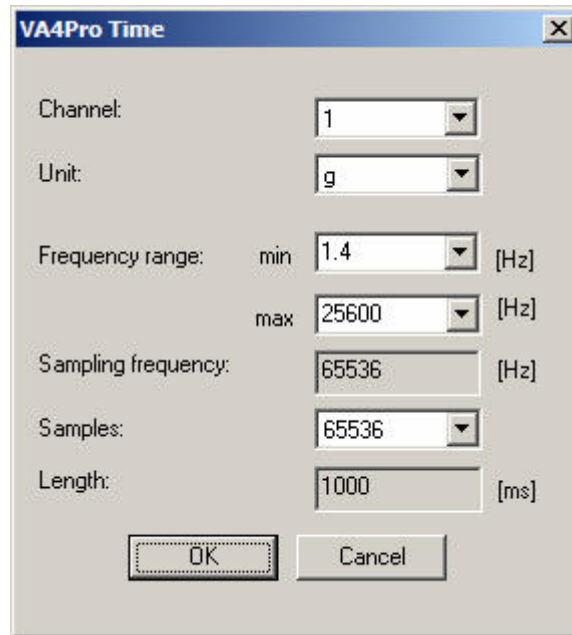 VA4Pro Time
Channel: 1
Unit: g
Frequency range: min 1.4 [Hz]
max 25600 [Hz]
Sampling frequency: 65536 [Hz]
Samples: 65536
Length: 1000 [ms]
OK Cancel